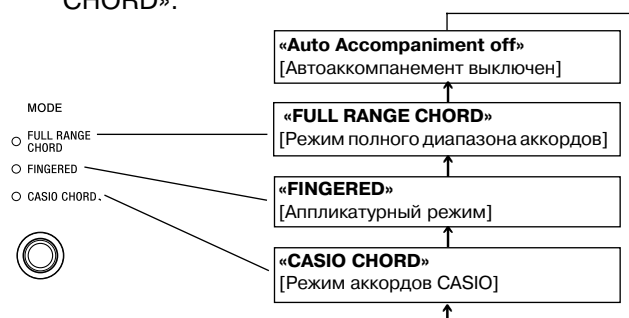 CHORD».
«Auto Accompaniment off»
[Автоаккомпанемент выключен]
MODE
FULL RANGE
CHORD
FINGERED
CASIO CHORD
«FULL RANGE CHORD»
[Режим полного диапазона аккордов]
«FINGERED»
[Аппликатурный режим]
«CASIO CHORD»
[Режим аккордов CASIO]